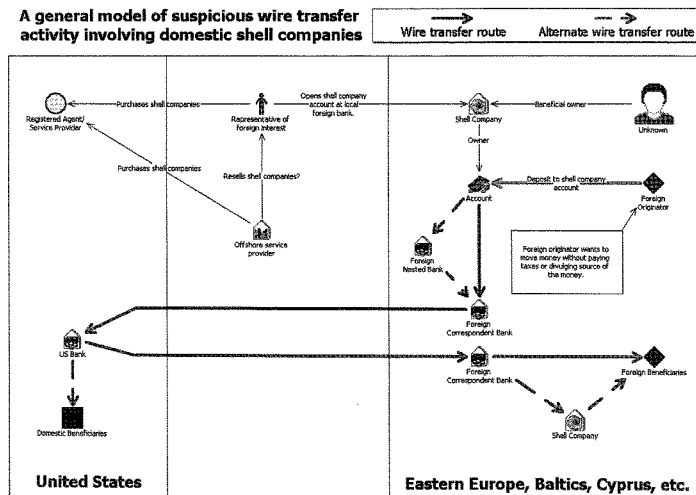 A general model of suspicious wire transfer
activity involving domestic shell companies
Wire transfer route
Alternate wire transfer route
Purchases shell companies
Opens shell company
account at local
foreign bank.
Beneficial owner
Registered Agent/
Service Provider
Representative of
foreign interest
Shell Company
Unknown
Owner
Purchases shell companies
Resells shell companies?
Deposit to shell company
account
Account
Foreign
Originator
Offshore service
provider
Foreign
Nested Bank
Foreign originator wants to
move money without paying
taxes or divulging source of
the money.
Foreign
Correspondent Bank
US Bank
Foreign
Correspondent Bank
Foreign Beneficiaries
Domestic Beneficiaries
Shell Company
United States
Eastern Europe, Baltics, Cyprus, etc.